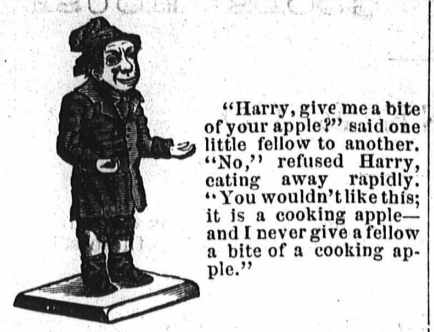 “Harry, give me a bite
of your apple?” said one
little fellow to another.
“No,” refused Harry,
eating away rapidly.
“You wouldn't like this;
it is a cooking apple—
and I never give a fellow
a bite of a cooking ap-
ple.”